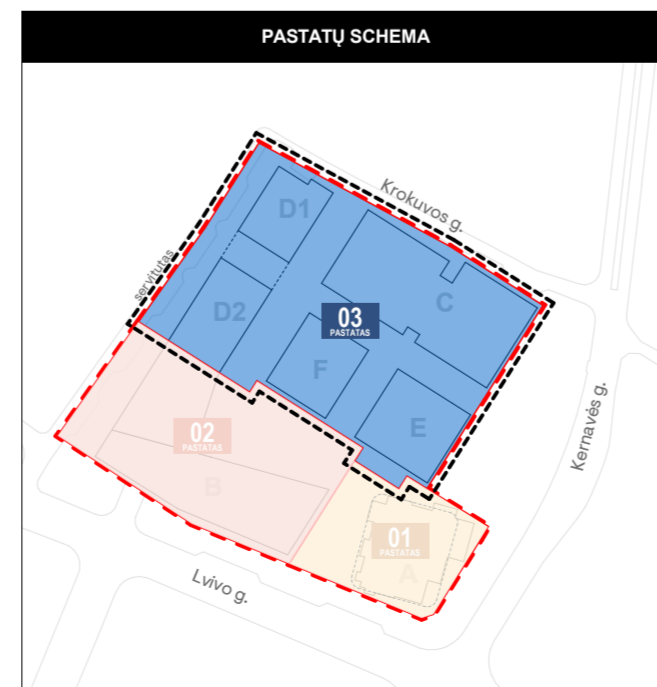 PASTATŲ SCHEMA
Krokuvos g.
D1
servitutas
C
D2
03
PASTATAS
F
Kernavės g.
E
02
PASTATAS
B
01
PASTATAS
A
Lvivo g.